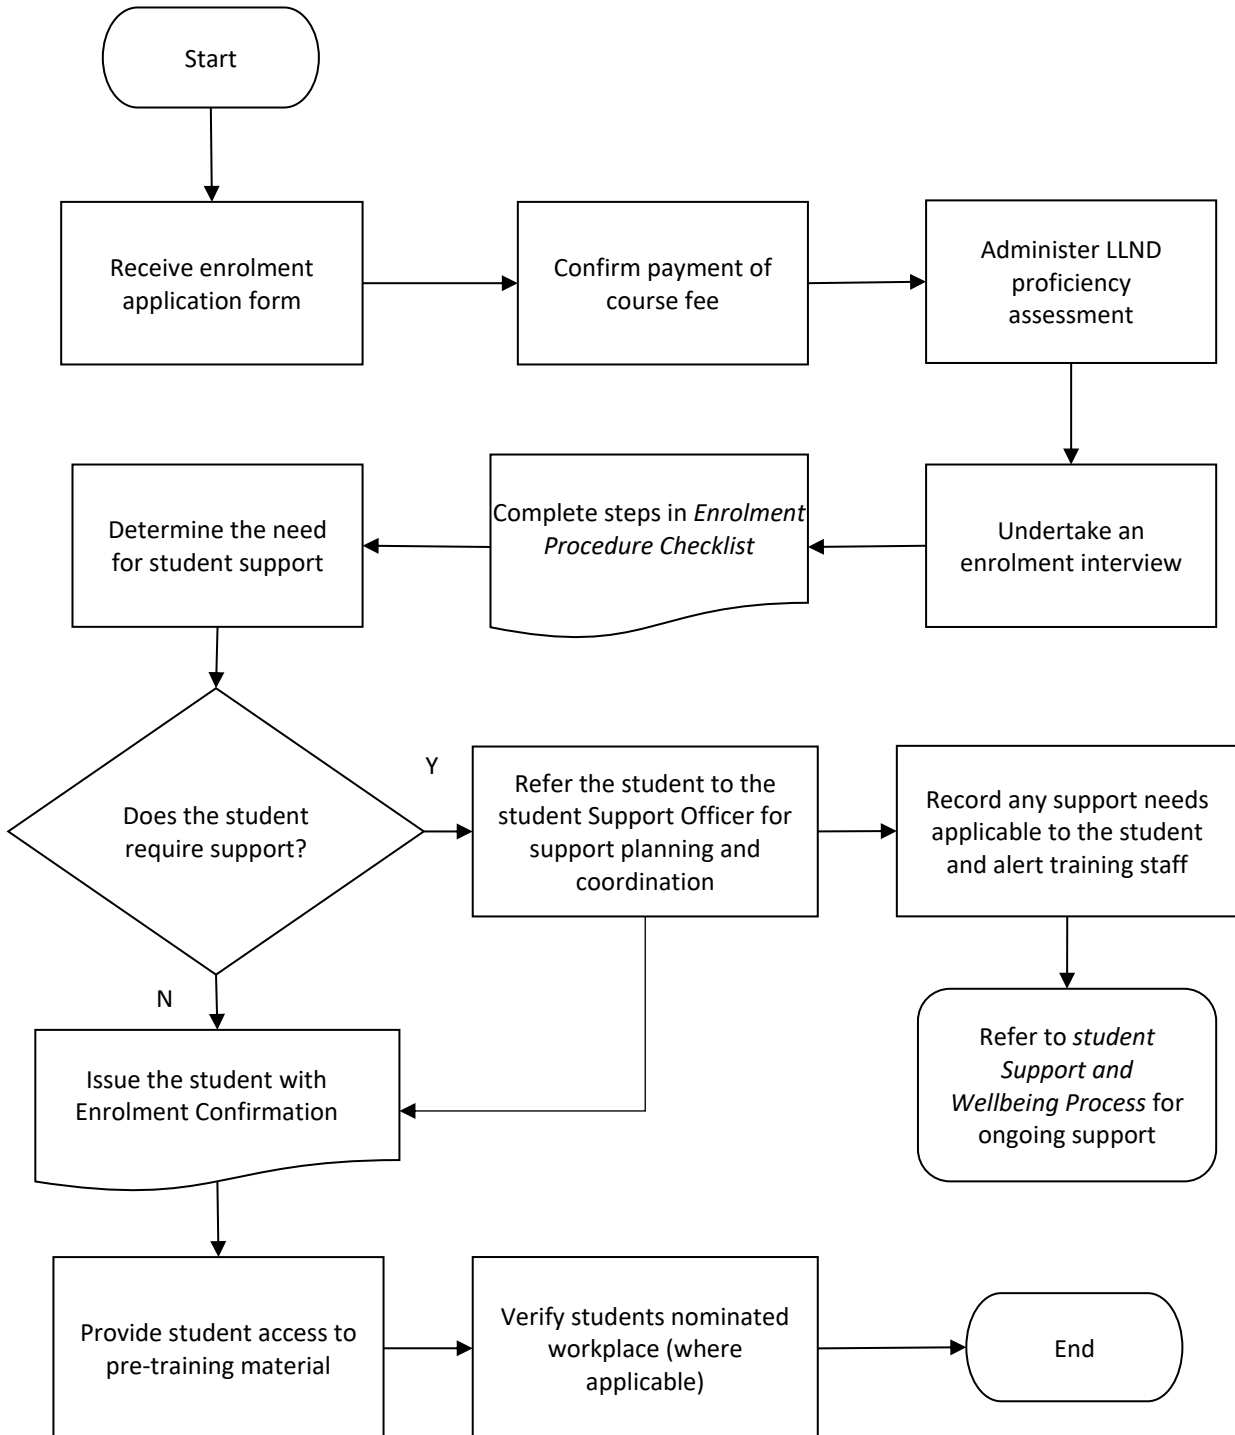 Start
Receive enrolment
application form
Confirm payment of
course fee
Administer LLND
proficiency
assessment
Determine the need
for student support
Complete steps in Enrolment
Procedure Checklist
Undertake an
enrolment interview
Does the student
require support?
Y
Refer the student to the
student Support Officer for
support planning and
coordination
Record any support needs
applicable to the student
and alert training staff
N
Issue the student with
Enrolment Confirmation
Refer to student
Support and
Wellbeing Process for
ongoing support
Provide student access to
pre-training material
Verify students nominated
workplace (where
applicable)
End